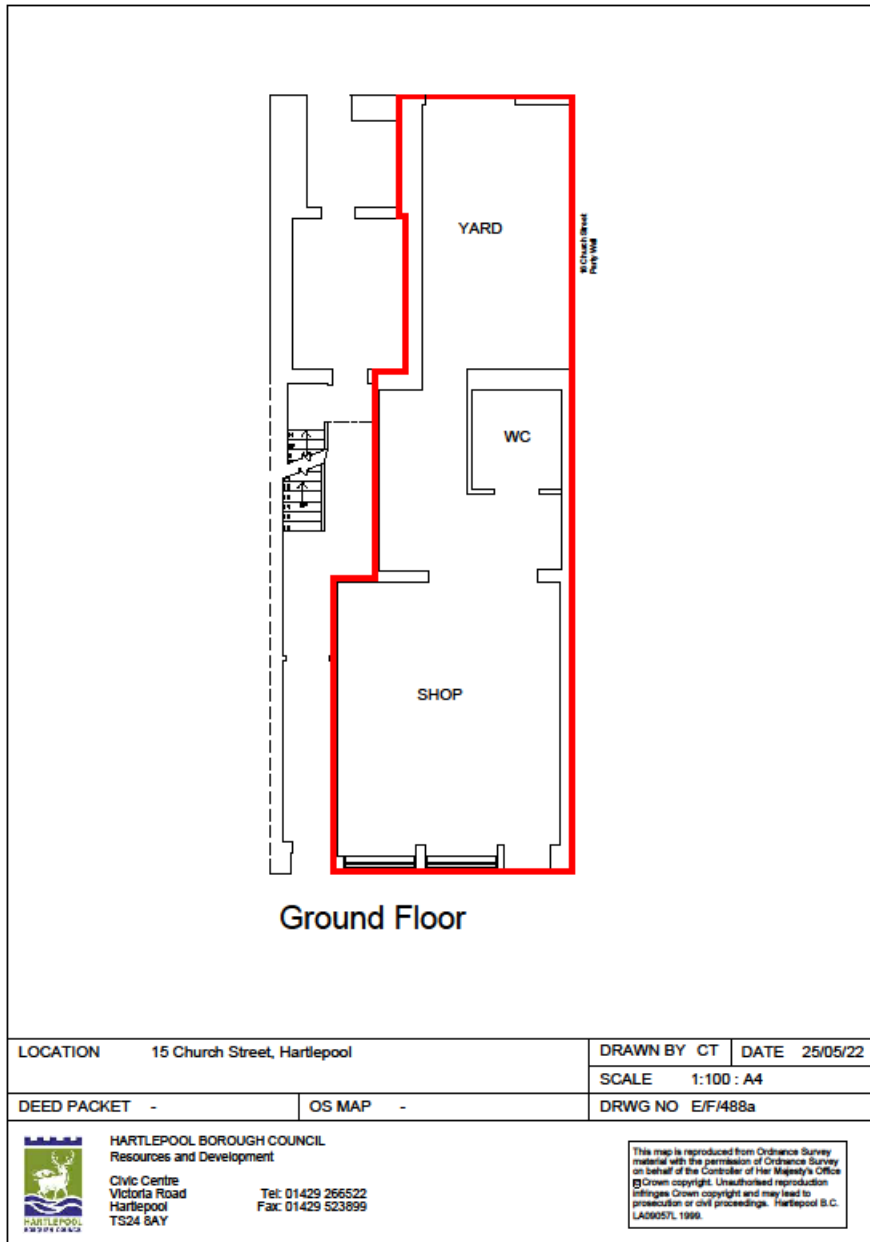 YARD
16 Church Street
Party Wall
WC
SHOP
Ground Floor
LOCATION 15 Church Street, Hartlepool
DRAWN BY CT DATE 25/05/22
SCALE 1:100 : A4
DEED PACKET - OS MAP - DRWG NO E/F/488a
HARTLEPOOL BOROUGH COUNCIL
Resources and Development
Civic Centre
Victoria Road Tel: 01429 266522
Hartlepool Fax: 01429 523899
TS24 8AY
HARTLEPOOL
BOROUGH COUNCIL
This map is reproduced from Ordnance Survey
material with the permission of Ordnance Survey
on behalf of the Controller of Her Majesty's Office
Crown copyright. Unauthorised reproduction
infringes Crown copyright and may lead to
prosecution or civil proceedings. Hartlepool B.C.
LA09057L 1999.